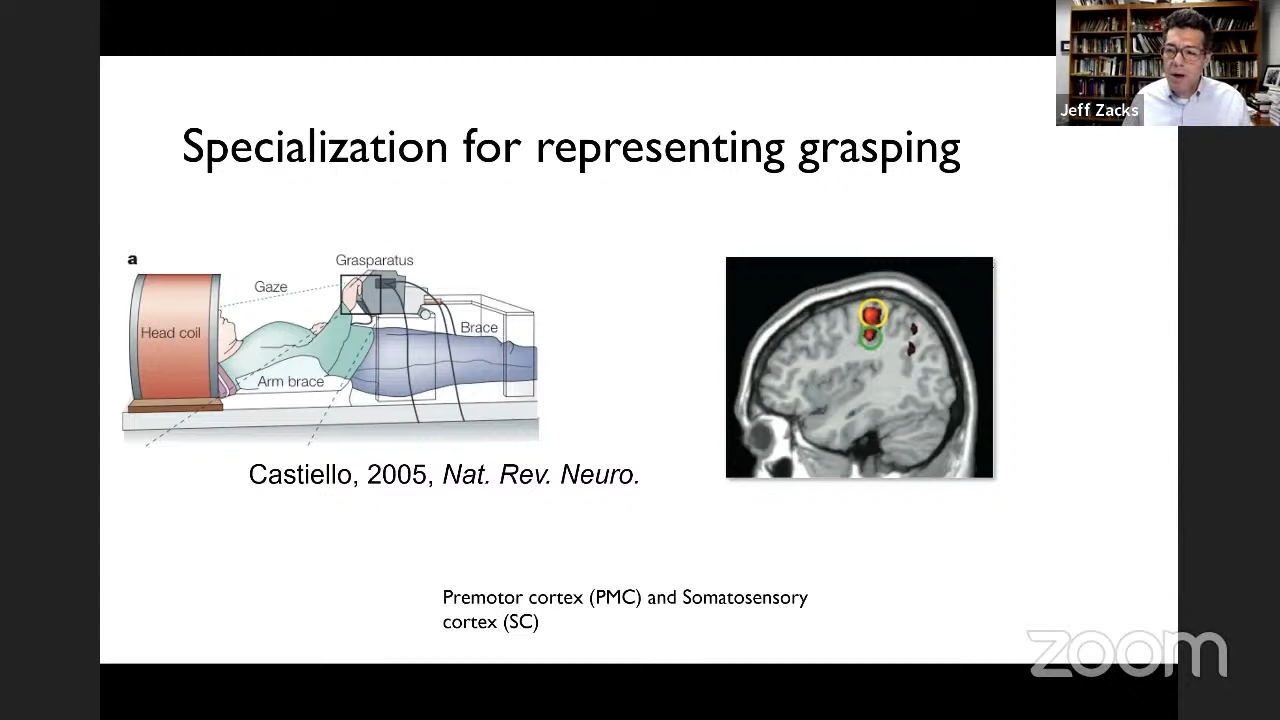 Jeff Zacks
Specialization for representing grasping
a
Grasparatus
Gaze
Head coil
Brace
Arm brace
Castiello, 2005, Nat. Rev. Neuro.
Premotor cortex (PMC) and Somatosensory
cortex (SC)
zoom